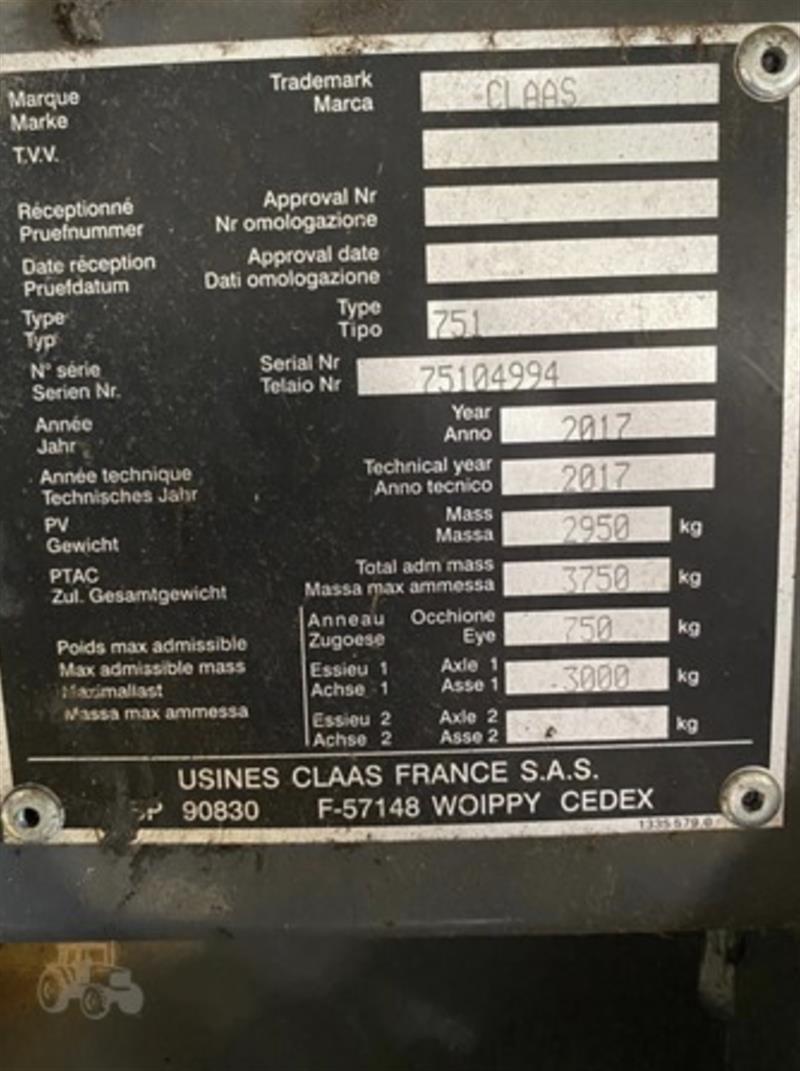 Marque Trademark CLAAS
Marke Marca
T.V.V.
Réceptionné Approval Nr
Pruefnummer Nr omologazione
Date réception Approval date
Pruefdatum Dati omologazione
Type Type 751
Typ Tipo
N° série Serial Nr 75104994
Serien Nr. Telaio Nr
Année Year 2017
Jahr Anno
Année technique Technical year 2017
Technisches Jahr Anno tecnico
PV Mass 2950 kg
Gewicht Massa
PTAC Total adm mass 3750 kg
Zul. Gesamtgewicht Massa max ammessa
Poids max admissible
Max admissible mass
Maximallast
Massa max ammessa
Anneau Occhione 750 kg
Zugoese Eye
Essieu 1 Axle 1 3000 kg
Achse 1 Asse 1
Essieu 2 Axle 2 kg
Achse 2 Asse 2
USINES CLAAS FRANCE S.A.S.
BP 90830 F-57148 WOIPPY CEDEX
1335 579.0